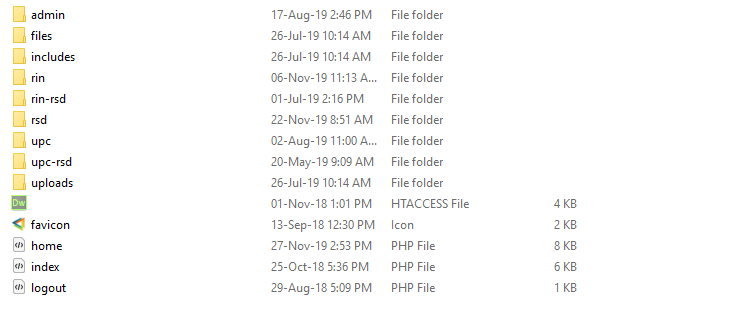 admin 17-Aug-19 2:46 PM File folder
files 26-Jul-19 10:14 AM File folder
includes 26-Jul-19 10:14 AM File folder
rin 06-Nov-19 11:13 A... File folder
rin-rsd 01-Jul-19 2:16 PM File folder
rsd 22-Nov-19 8:51 AM File folder
upc 02-Aug-19 11:00 A... File folder
upc-rsd 20-May-19 9:09 AM File folder
uploads 26-Jul-19 10:14 AM File folder
Dw 01-Nov-18 1:01 PM HTACCESS File 4 KB
favicon 13-Sep-18 12:30 PM Icon 2 KB
home 27-Nov-19 2:53 PM PHP File 8 KB
index 25-Oct-18 5:36 PM PHP File 6 KB
logout 29-Aug-18 5:09 PM PHP File 1 KB